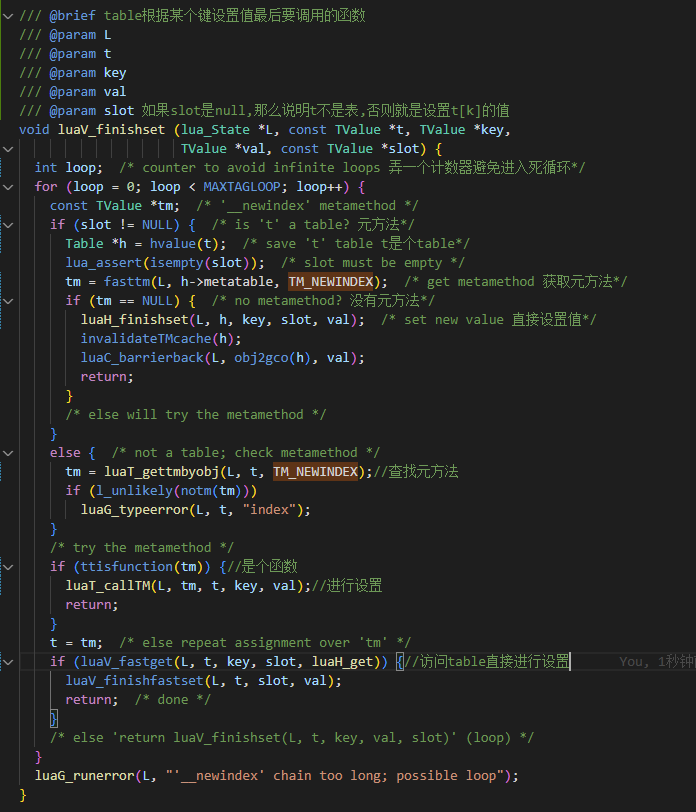 /// @brief table根据某个键设置值最后要调用的函数
/// @param L
/// @param t
/// @param key
/// @param val
/// @param slot 如果slot是null,那么说明t不是表,否则就是设置t[k]的值
void luaV_finishset (lua_State *L, const TValue *t, TValue *key,
                     TValue *val, const TValue *slot) {
  int loop;  /* counter to avoid infinite loops 弄一个计数器避免进入死循环*/
  for (loop = 0; loop < MAXTAGLOOP; loop++) {
    const TValue *tm;  /* '__newindex' metamethod */
    if (slot != NULL) {  /* is 't' a table? 元方法*/
      Table *h = hvalue(t);  /* save 't' table t是个table*/
      lua_assert(isempty(slot));  /* slot must be empty */
      tm = fasttm(L, h->metatable, TM_NEWINDEX);  /* get metamethod 获取元方法*/
      if (tm == NULL) {  /* no metamethod? 没有元方法*/
        luaH_finishset(L, h, key, slot, val);  /* set new value 直接设置值*/
        invalidateTMcache(h);
        luaC_barrierback(L, obj2gco(h), val);
        return;
      }
      /* else will try the metamethod */
    }
    else {  /* not a table; check metamethod */
      tm = luaT_gettmbyobj(L, t, TM_NEWINDEX);//查找元方法
      if (l_unlikely(notm(tm)))
        luaG_typeerror(L, t, "index");
    }
    /* try the metamethod */
    if (ttisfunction(tm)) {//是个函数
      luaT_callTM(L, tm, t, key, val);//进行设置
      return;
    }
    t = tm;  /* else repeat assignment over 'tm' */
    if (luaV_fastget(L, t, key, slot, luaH_get)) {//访问table直接进行设置 You, 1秒钟
      luaV_finishfastset(L, t, slot, val);
      return;  /* done */
    }
    /* else 'return luaV_finishset(L, t, key, val, slot)' (loop) */
  }
  luaG_runerror(L, "'__newindex' chain too long; possible loop");
}